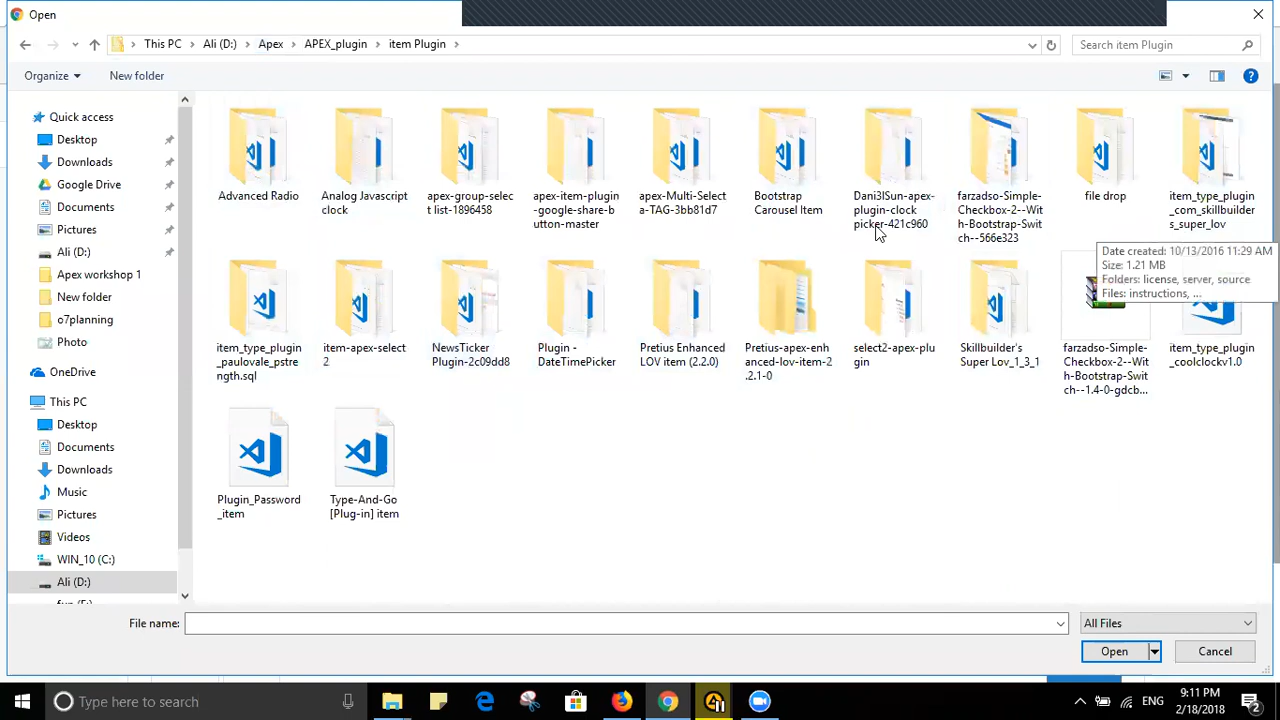 Open
This PC > Ali (D:) > Apex > APEX_plugin > item Plugin >
Search item Plugin
Organize
New folder
Quick access
Desktop
Downloads
Google Drive
Documents
Pictures
Ali (D:)
Apex workshop 1
New folder
o7planning
Photo
OneDrive
This PC
Desktop
Documents
Downloads
Music
Pictures
Videos
WIN_10 (C:)
Ali (D:)
Advanced Radio
Analog Javascript
clock
apex-group-selec
t list-1896458
apex-item-plugin
-google-share-b
utton-master
apex-Multi-Select
a-TAG-3bb81d7
Bootstrap
Carousel Item
Dani3lSun-apex-
plugin-clock
picker-421c960
farzadso-Simple-
Checkbox-2--Wit
h-Bootstrap-Swi
tch--566e323
file drop
item_type_plugin
_com_skillbuilder
s_super_lov
Date created: 10/13/2016 11:29 AM
Size: 1.21 MB
Folders: license, server, source
Files: instructions, ...
item_type_plugin
_paulovale_pstre
ngth.sql
item-apex-select
2
NewsTicker
Plugin-2c09dd8
Plugin -
DateTimePicker
Pretius Enhanced
LOV item (2.2.0)
Pretius-apex-enh
anced-lov-item-2
.2.1-0
select2-apex-plu
gin
Skillbuilder's
Super Lov_1_3_1
farzadso-Simple-
Checkbox-2--Wit
h-Bootstrap-Swit
ch--1.4-0-gdcb...
item_type_plugin
_coolclockv1.0
Plugin_Password
_item
Type-And-Go
[Plug-in] item
File name:
All Files
Open
Cancel
Type here to search
ENG
9:11 PM
2/18/2018
2